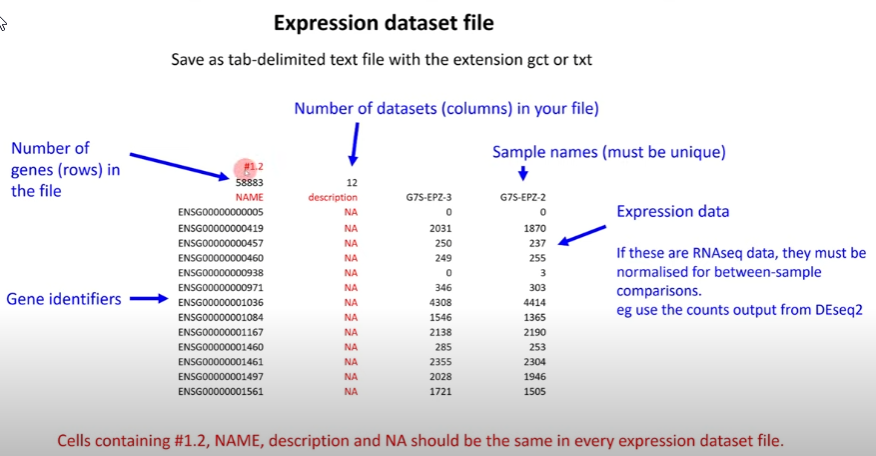 Expression dataset file
Save as tab-delimited text file with the extension gct or txt
Number of datasets (columns) in your file)
Number of
genes (rows) in
the file
Sample names (must be unique)
#1.2
58883 12
NAME description G7S-EPZ-3 G7S-EPZ-2
ENSG00000000005 NA 0 0
ENSG00000000419 NA 2031 1870
ENSG00000000457 NA 250 237
ENSG00000000460 NA 249 255
ENSG00000000938 NA 0 3
ENSG00000000971 NA 346 303
ENSG00000001036 NA 4308 4414
ENSG00000001084 NA 1546 1365
ENSG00000001167 NA 2138 2190
ENSG00000001460 NA 285 253
ENSG00000001461 NA 2355 2304
ENSG00000001497 NA 2028 1946
ENSG00000001561 NA 1721 1505
Gene identifiers
Expression data
If these are RNAseq data, they must be
normalised for between-sample
comparisons.
eg use the counts output from DEseq2
Cells containing #1.2, NAME, description and NA should be the same in every expression dataset file.